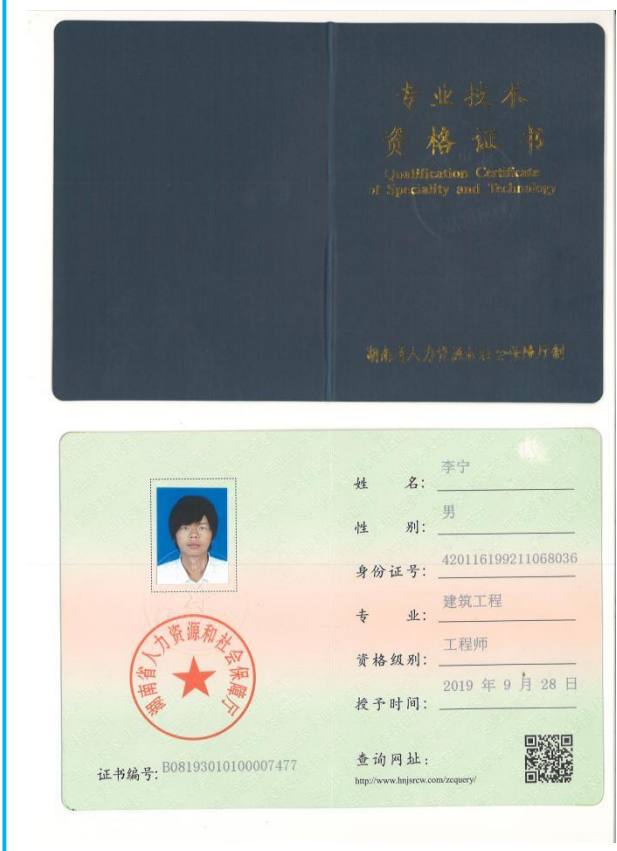 专业技术
资格证书
Qualification Certificate
of Speciality and Technology
湖南省人力资源和社会保障厅制
姓 名: 李宁
性 别: 男
身份证号: 420116199211068036
专 业: 建筑工程
资格级别: 工程师
授予时间: 2019 年 9 月 28 日
湖南省人力资源和社会保障厅
证书编号: B08193010100007477
查询网址:
http://www.hnjsrcw.com/zcquery/